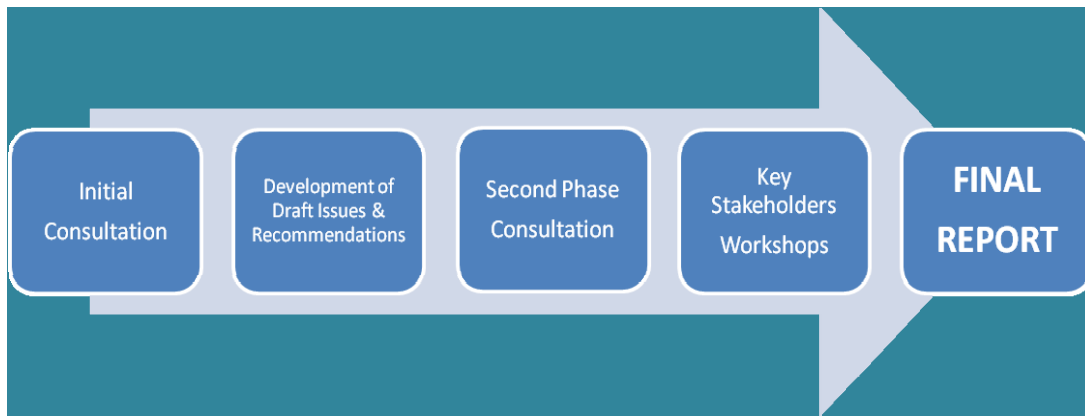 Initial
Consultation
Development of
Draft Issues &
Recommendations
Second Phase
Consultation
Key
Stakeholders
Workshops
FINAL
REPORT